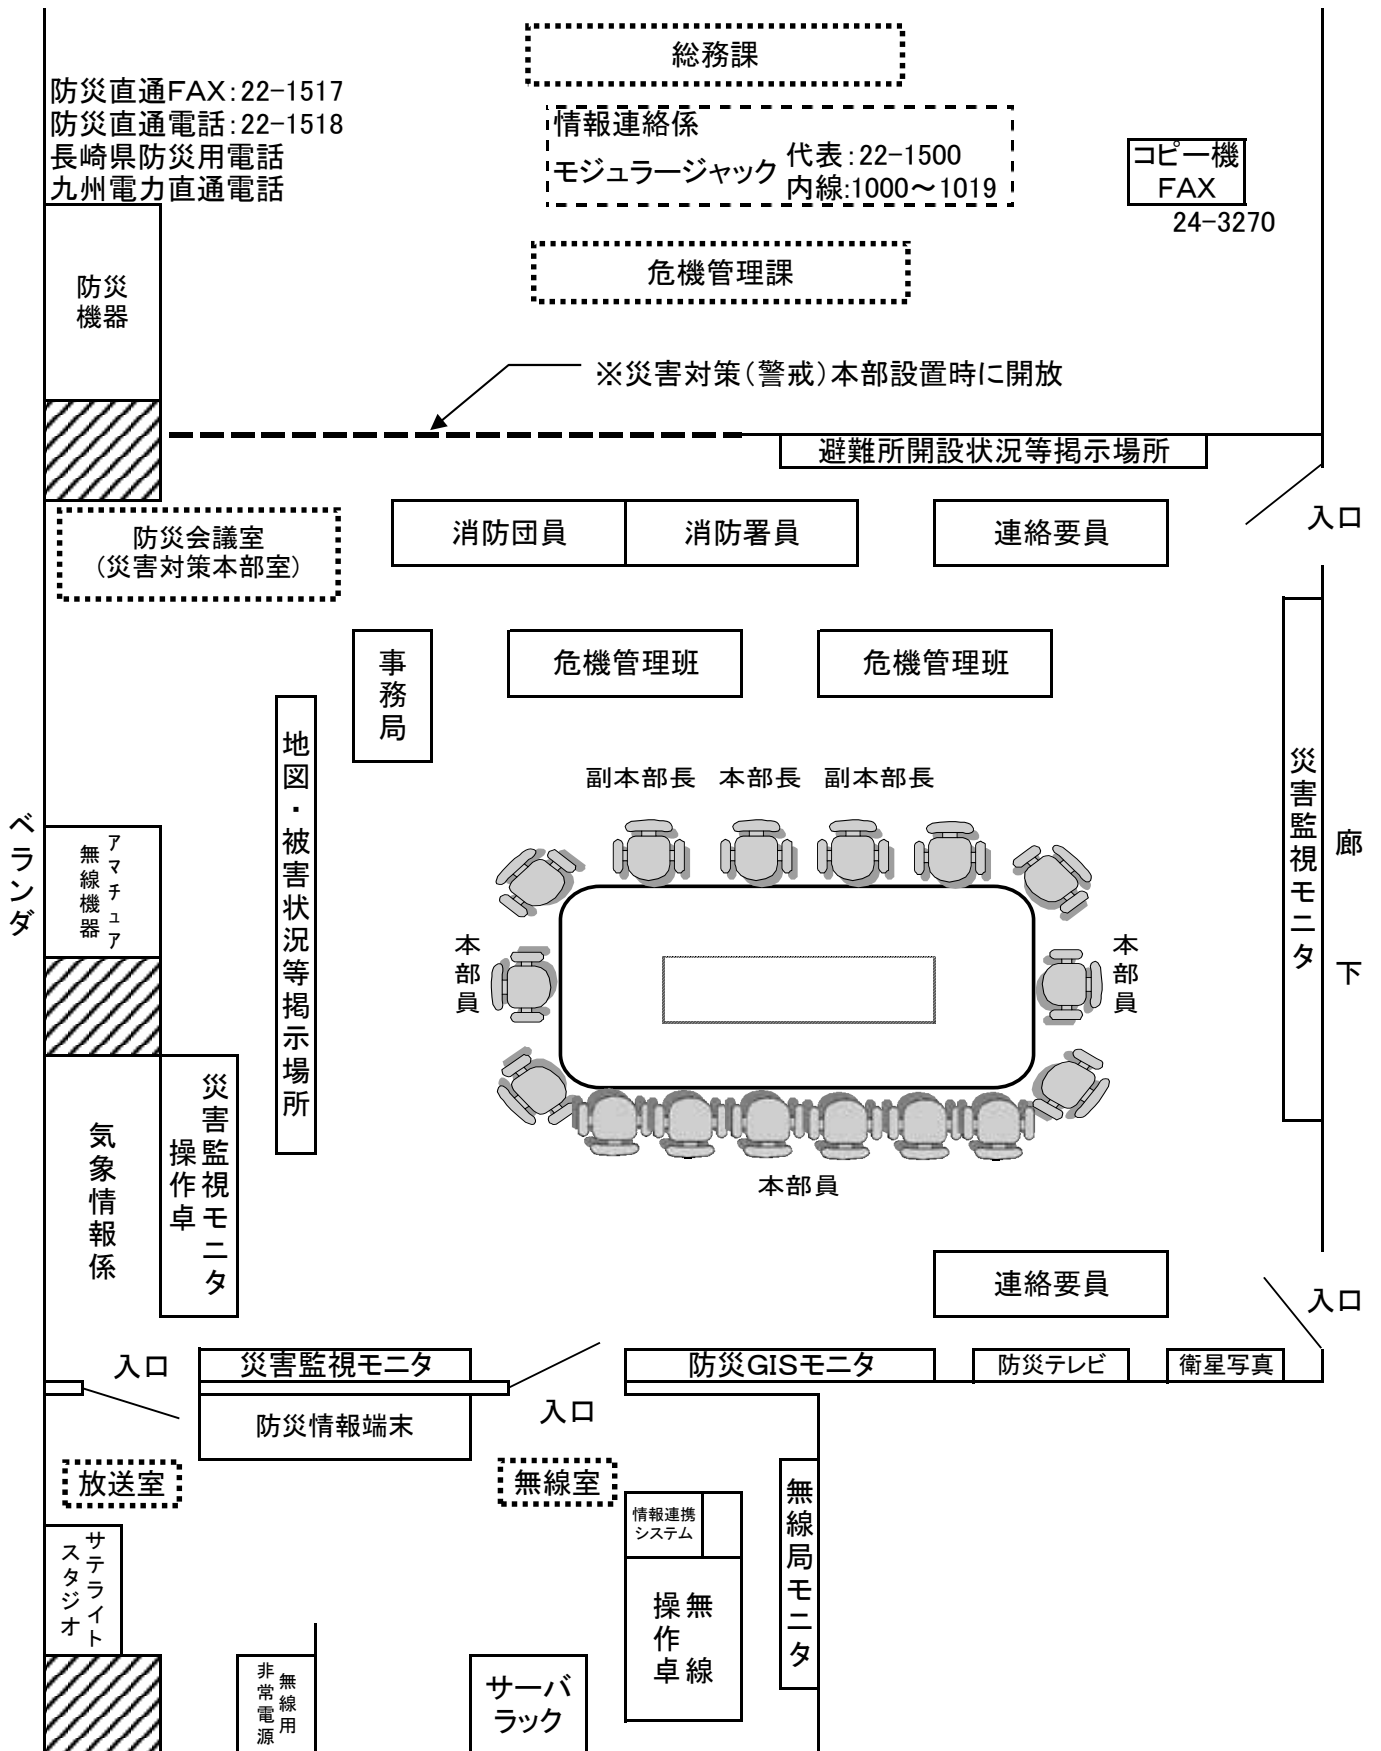 総務課
防災直通FAX:22-1517
防災直通電話:22-1518
長崎県防災用電話
九州電力直通電話
情報連絡係
モジュラージャック
代表:22-1500
内線:1000~1019
コピー機
FAX
24-3270
危機管理課
防災
機器
※災害対策(警戒)本部設置時に開放
避難所開設状況等掲示場所
防災会議室
(災害対策本部室)
消防団員
消防署員
連絡要員
入口
事務局
危機管理班
危機管理班
地図・被害状況等掲示場所
副本部長
本部長
副本部長
災害監視モニタ
廊下
ベランダ
アマチュア
無線機器
本部員
本部員
本部員
災害監視モニタ
操作卓
気象情報係
連絡要員
入口
入口
災害監視モニタ
防災GISモニタ
防災テレビ
衛星写真
防災情報端末
入口
放送室
無線室
情報連携
システム
無線局モニタ
サテライト
スタジオ
無線
操作卓
無線用
非常電源
サーバ
ラック